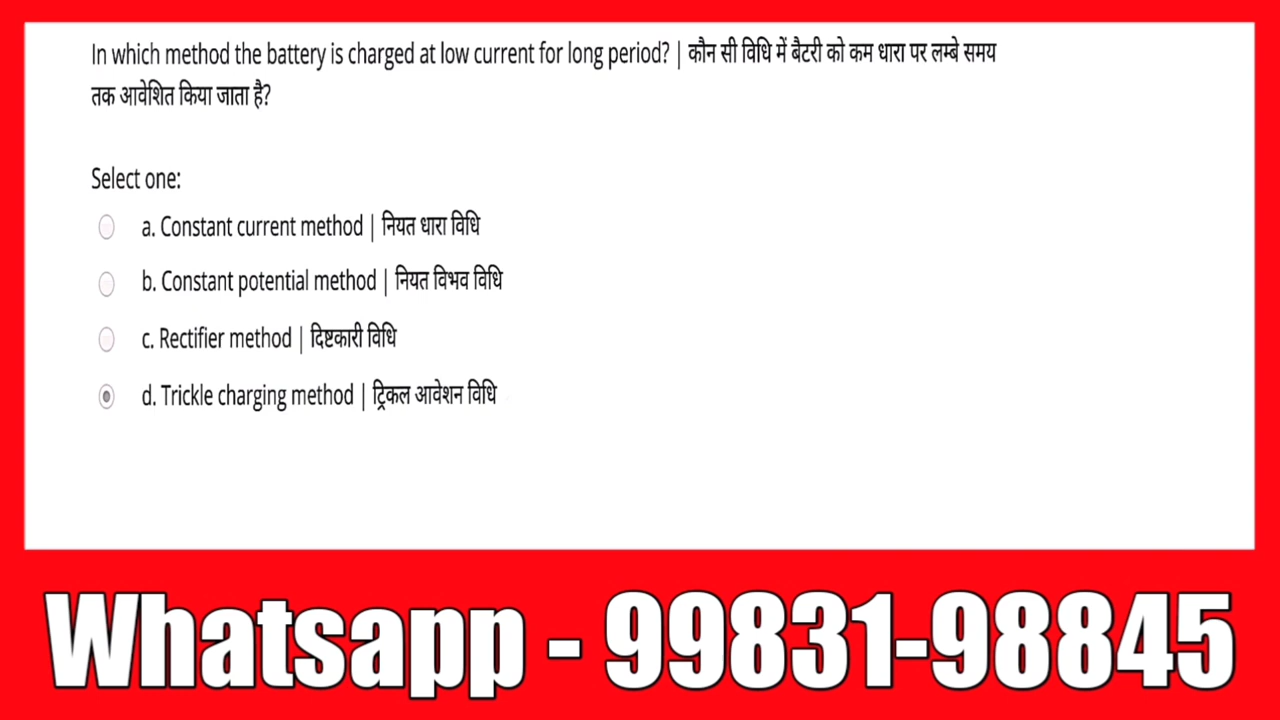 In which method the battery is charged at low current for long period? | कौन सी विधि में बैटरी को कम धारा पर लम्बे समय
तक आवेशित किया जाता है?
Select one:
a. Constant current method | नियत धारा विधि
b. Constant potential method | नियत विभव विधि
c. Rectifier method | दिष्टकारी विधि
d. Trickle charging method | ट्रिकल आवेशन विधि
Whatsapp - 99831-98845